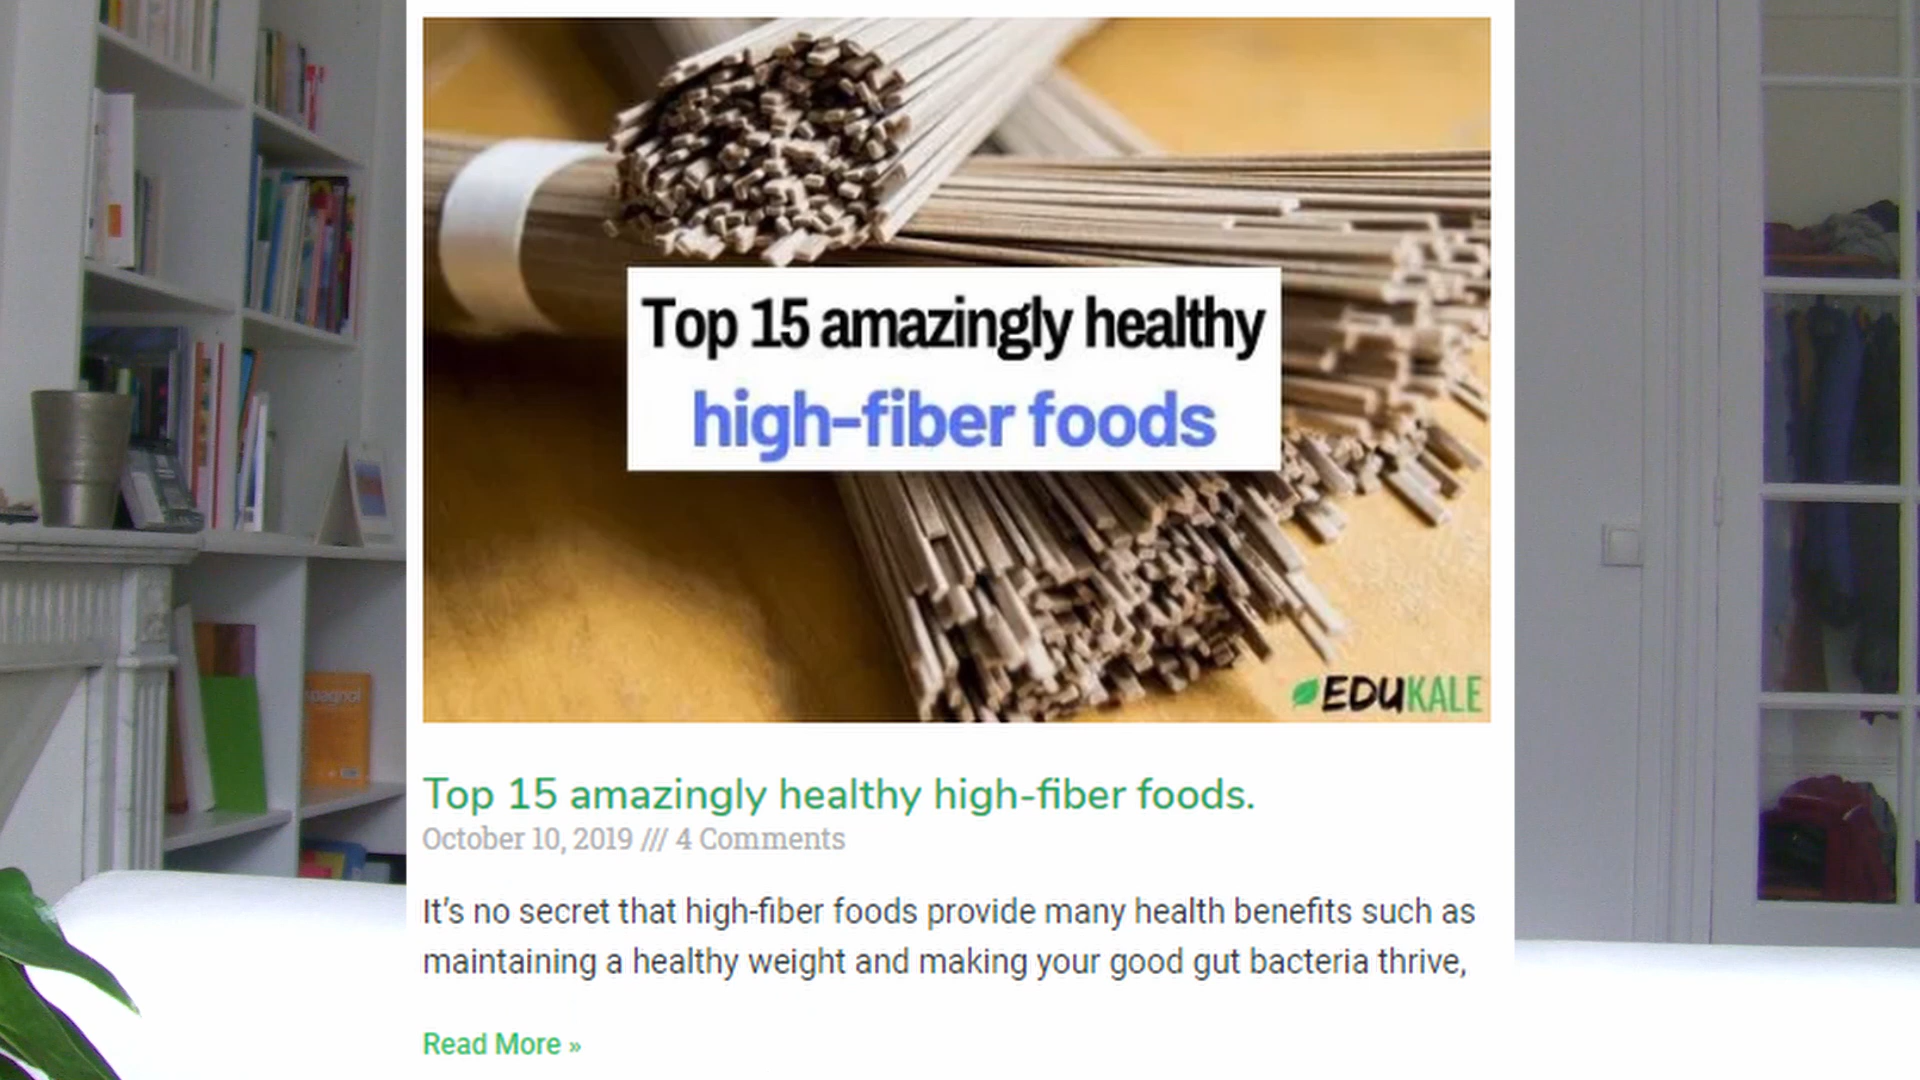 Top 15 amazingly healthy
high-fiber foods
EDUKALE
Top 15 amazingly healthy high-fiber foods.
October 10, 2019 /// 4 Comments
It's no secret that high-fiber foods provide many health benefits such as
maintaining a healthy weight and making your good gut bacteria thrive,
Read More »